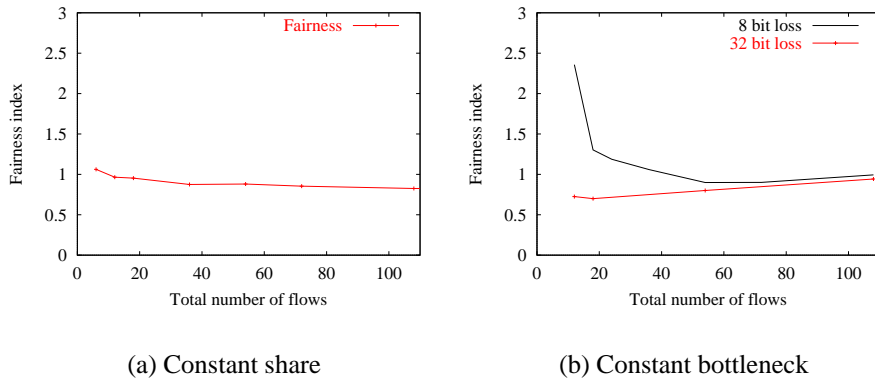 3
2.5
2
1.5
1
0.5
0
0 20 40 60 80 100
Fairness index
Total number of flows
Fairness
(a) Constant share
3
2.5
2
1.5
1
0.5
0
0 20 40 60 80 100
Fairness index
Total number of flows
8 bit loss
32 bit loss
(b) Constant bottleneck